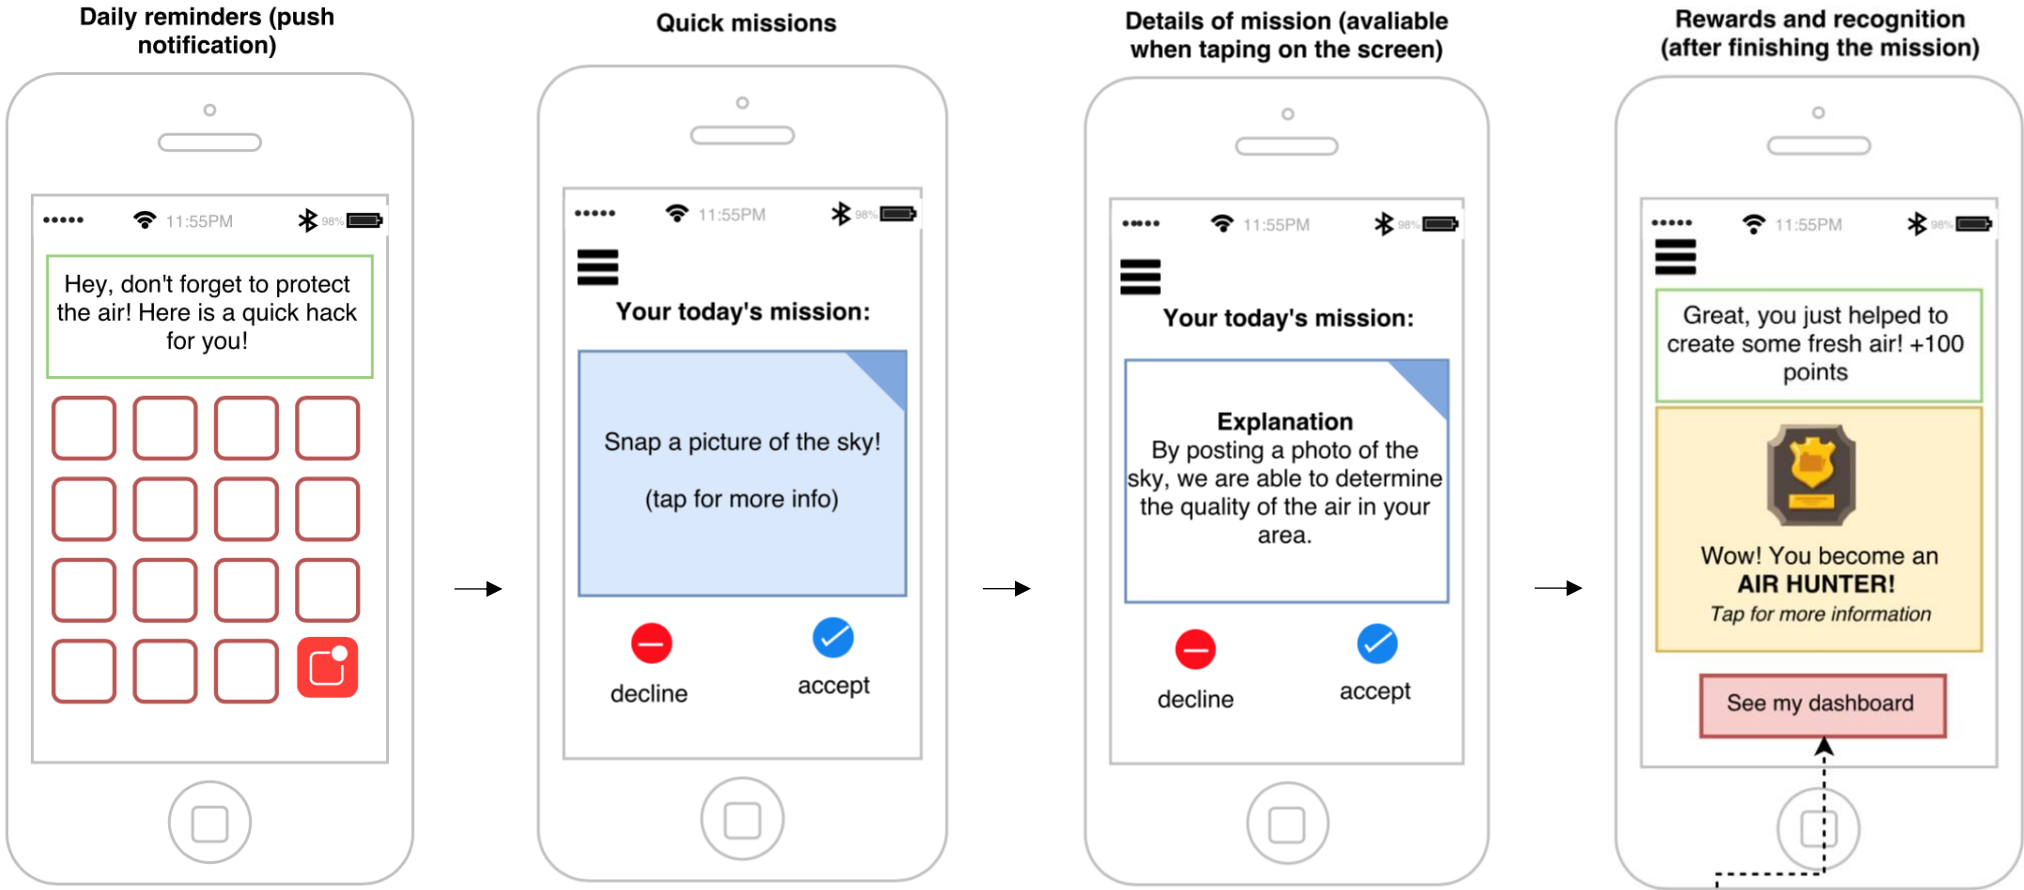 Daily reminders (push
notification)
11:55PM
98%
Hey, don't forget to protect
the air! Here is a quick hack
for you!
Quick missions
11:55PM
98%
Your today's mission:
Snap a picture of the sky!
(tap for more info)
decline
accept
Details of mission (avaliable
when taping on the screen)
11:55PM
98%
Your today's mission:
Explanation
By posting a photo of the
sky, we are able to determine
the quality of the air in your
area.
decline
accept
Rewards and recognition
(after finishing the mission)
11:55PM
98%
Great, you just helped to
create some fresh air! +100
points
Wow! You become an
AIR HUNTER!
Tap for more information
See my dashboard